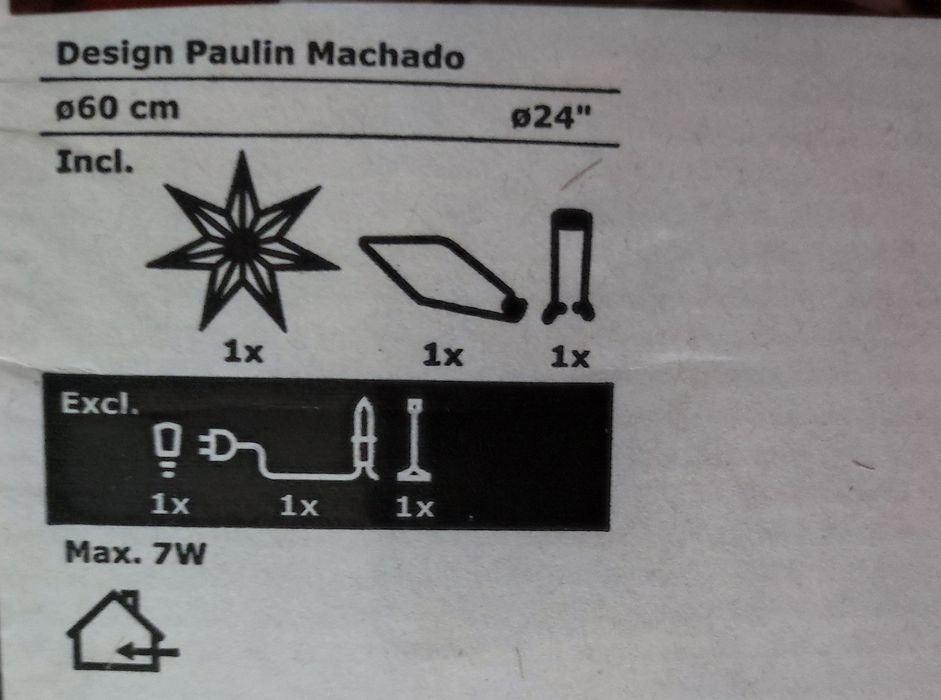 Design Paulin Machado
ø60 cm ø24"
Incl.
1x 1x 1x
Excl.
1x 1x 1x
Max. 7W